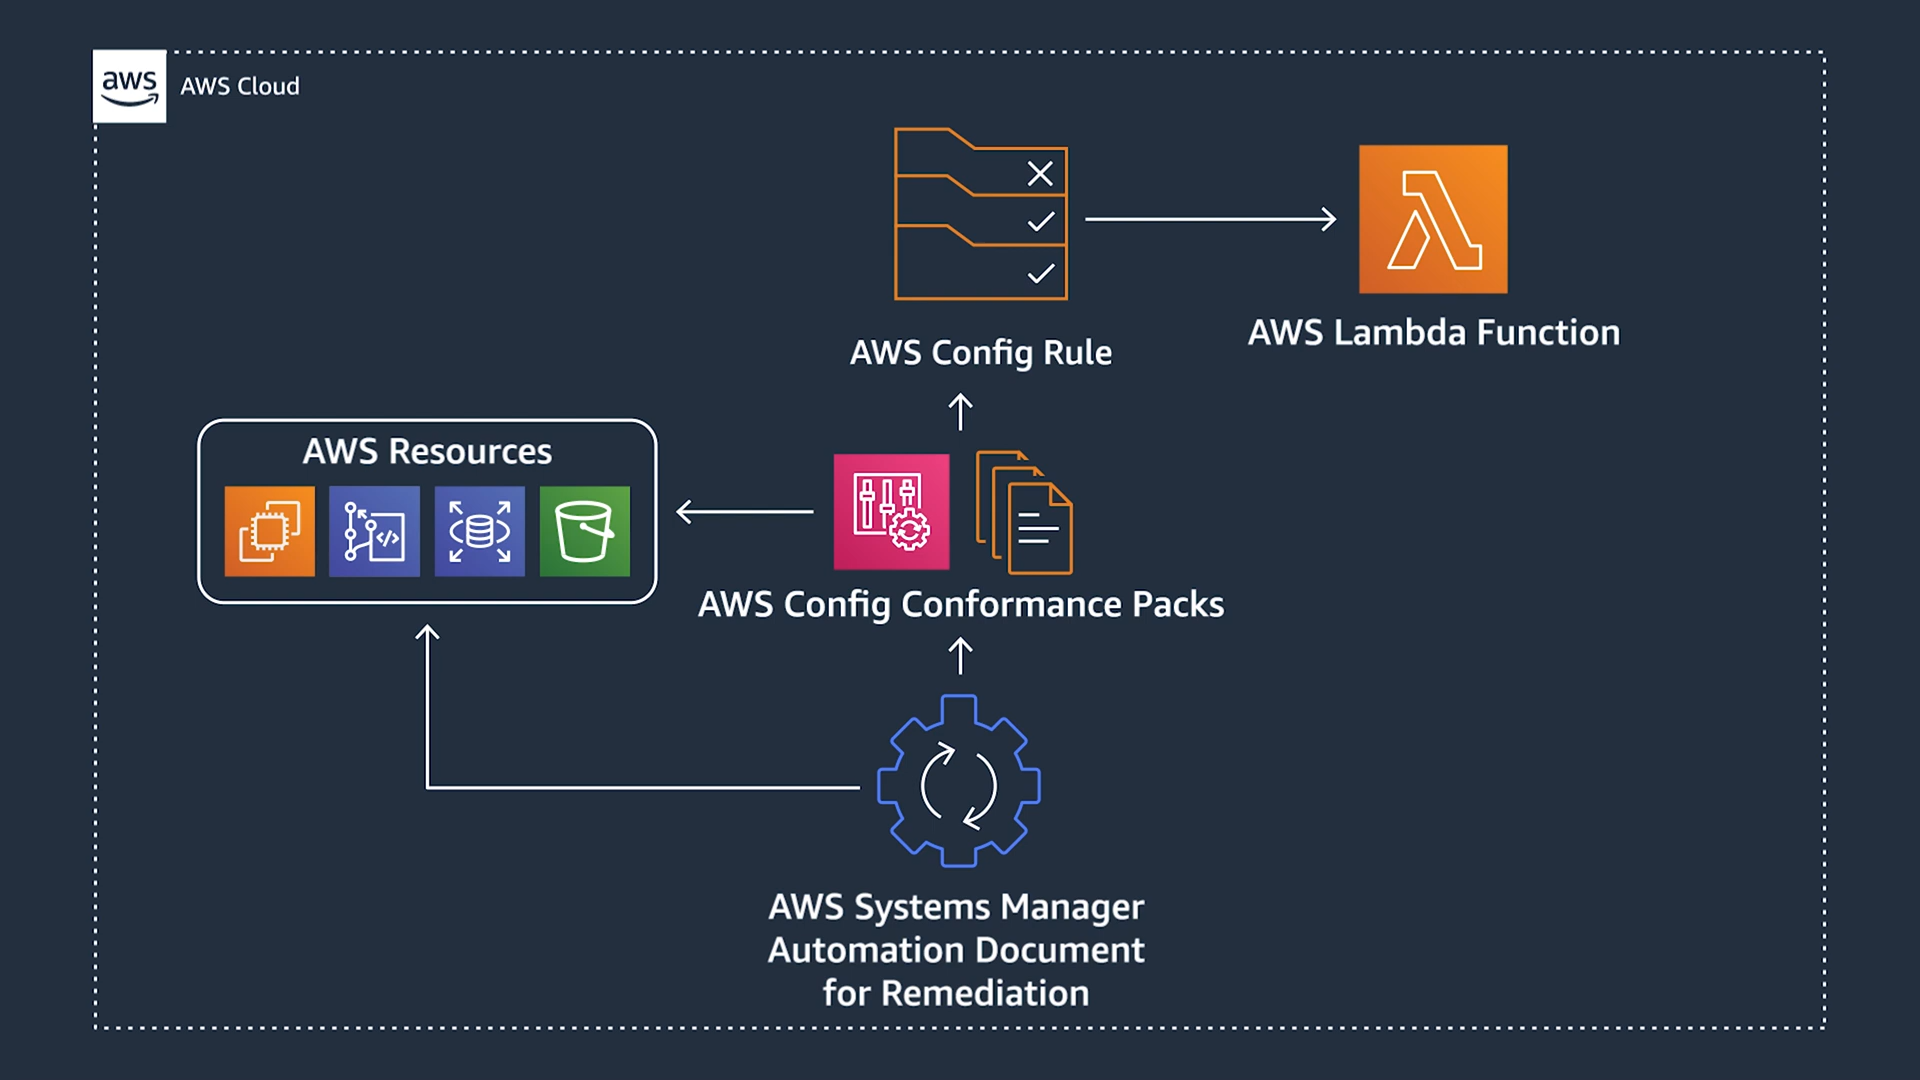 aws
AWS Cloud
AWS Config Rule
AWS Lambda Function
AWS Resources
</>
AWS Config Conformance Packs
AWS Systems Manager
Automation Document
for Remediation